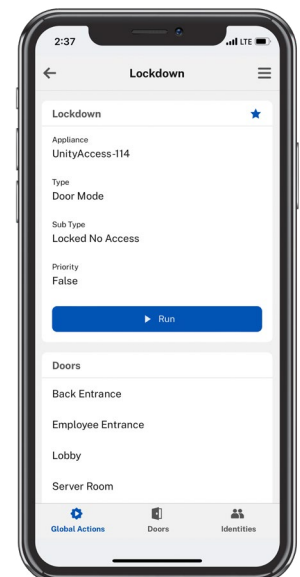 2:37
LTE
Lockdown
Lockdown
Appliance
UnityAccess-114
Type
Door Mode
Sub Type
Locked No Access
Priority
False
Run
Doors
Back Entrance
Employee Entrance
Lobby
Server Room
Global Actions
Doors
Identities